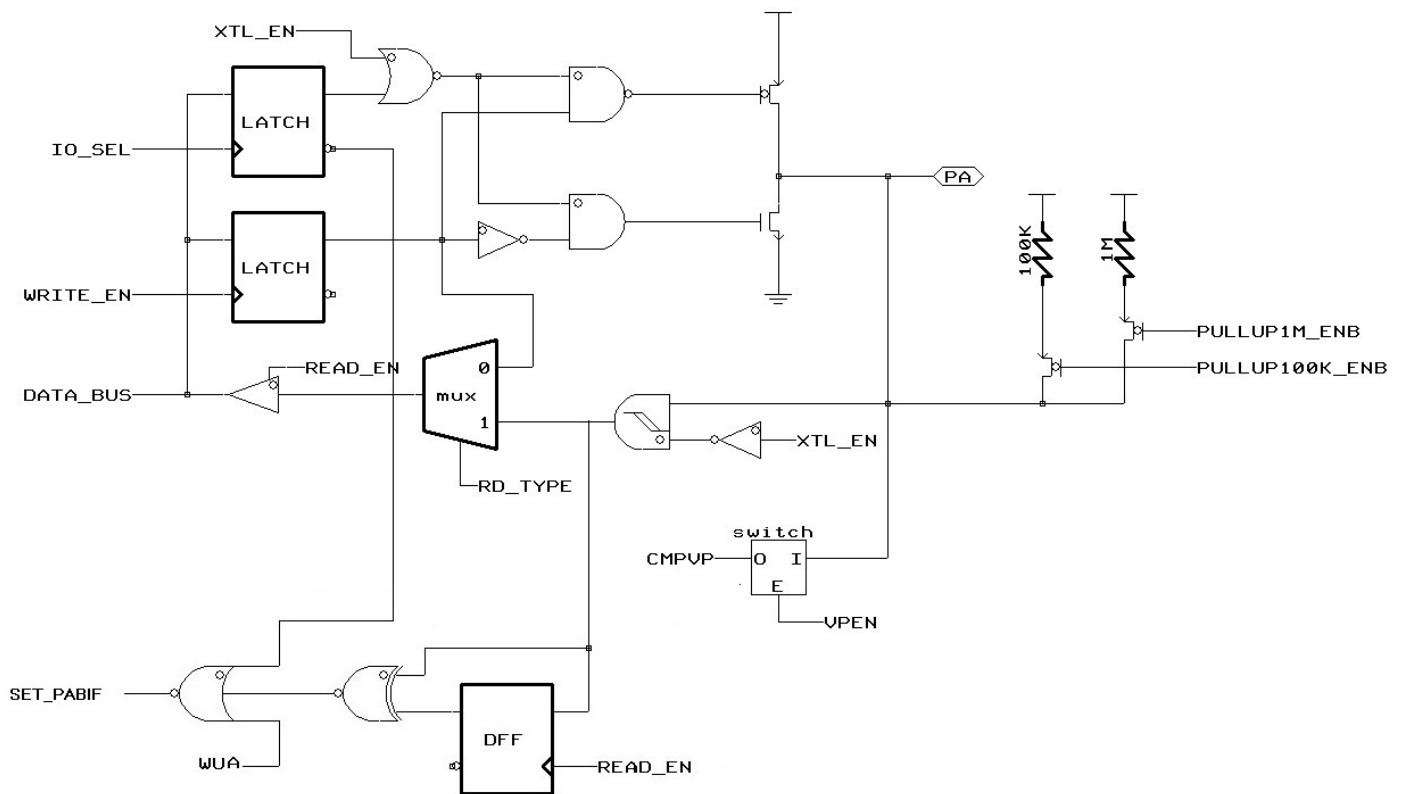 XTL_EN
LATCH
IO_SEL
PA
100K
1M
LATCH
WRITE_EN
PULLUP1M_ENB
READ_EN
0
PULLUP100K_ENB
DATA_BUS
mux
1
XTL_EN
RD_TYPE
switch
CMPVP
O I
E
VPEN
SET_PABIF
DFF
WUA
READ_EN